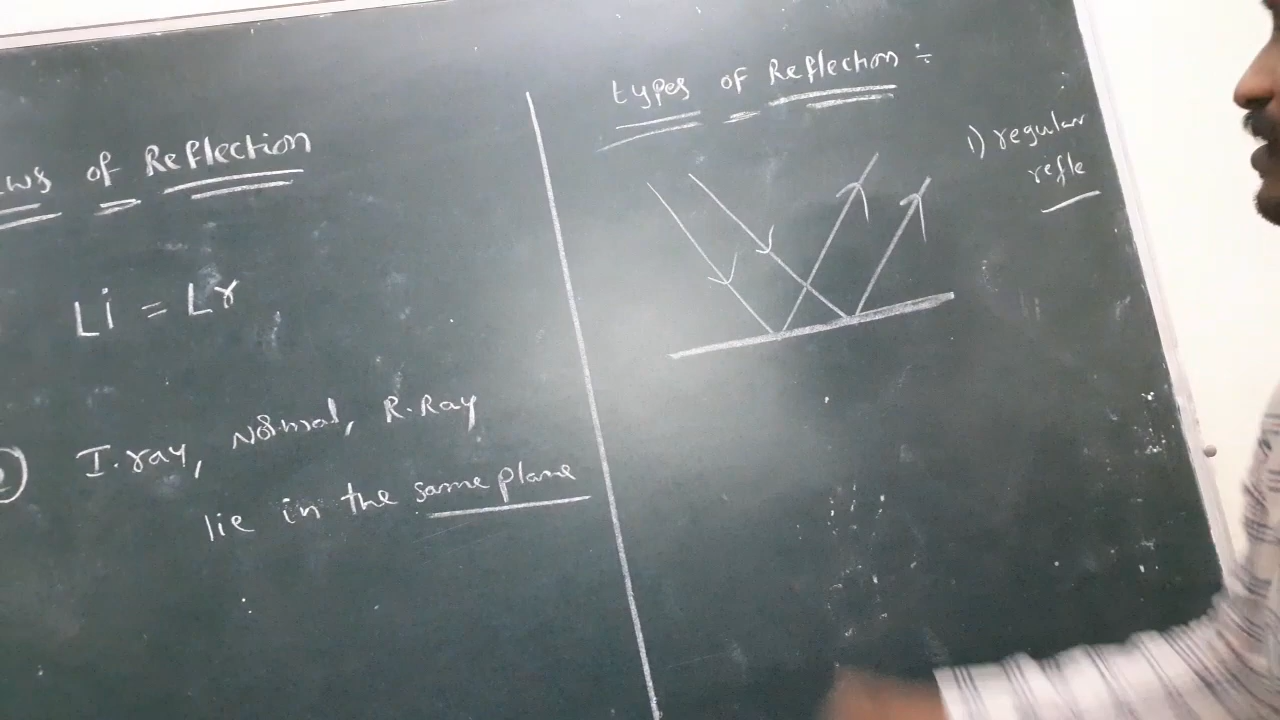 ws of Reflection
Li = Lr
2 I.ray, Normal, R.Ray
lie in the same plane
types of Reflection :-
1) regular
refle